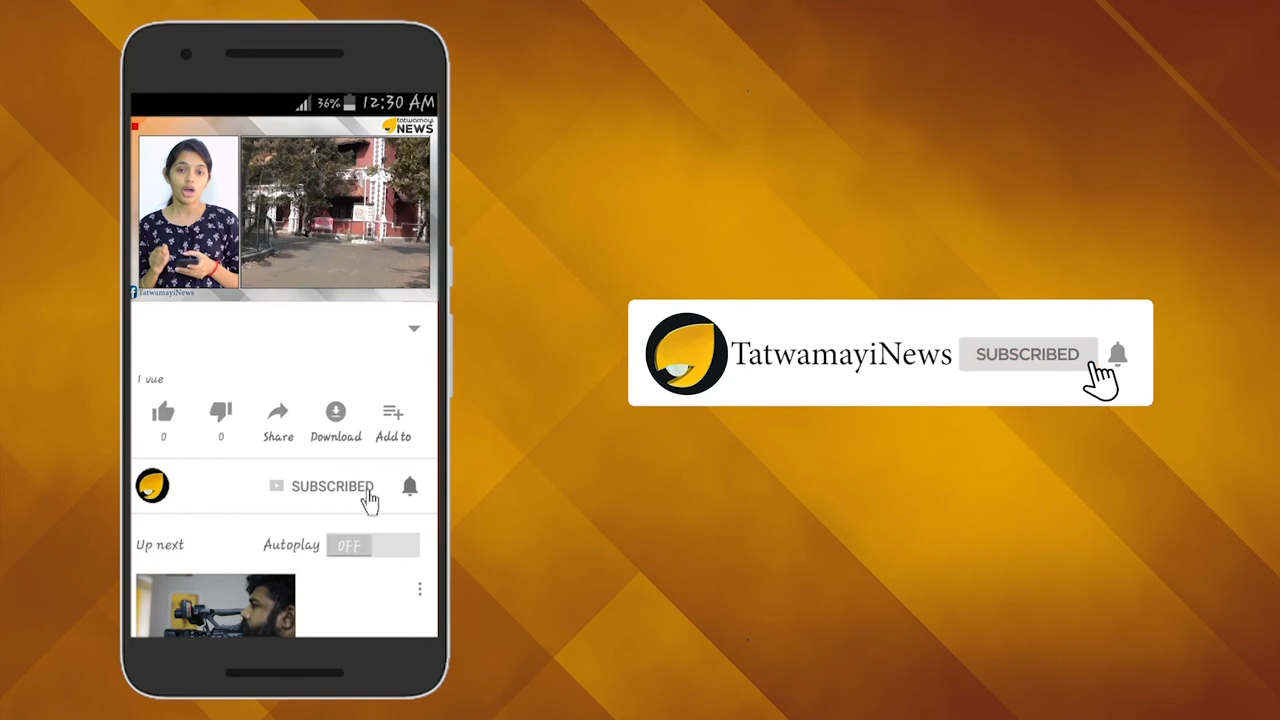 36% 12:30 AM
tatwamayi
NEWS
TatwamayiNews
1 vue
0 0 Share Download Add to
SUBSCRIBED
Up next Autoplay OFF
TatwamayiNews SUBSCRIBED